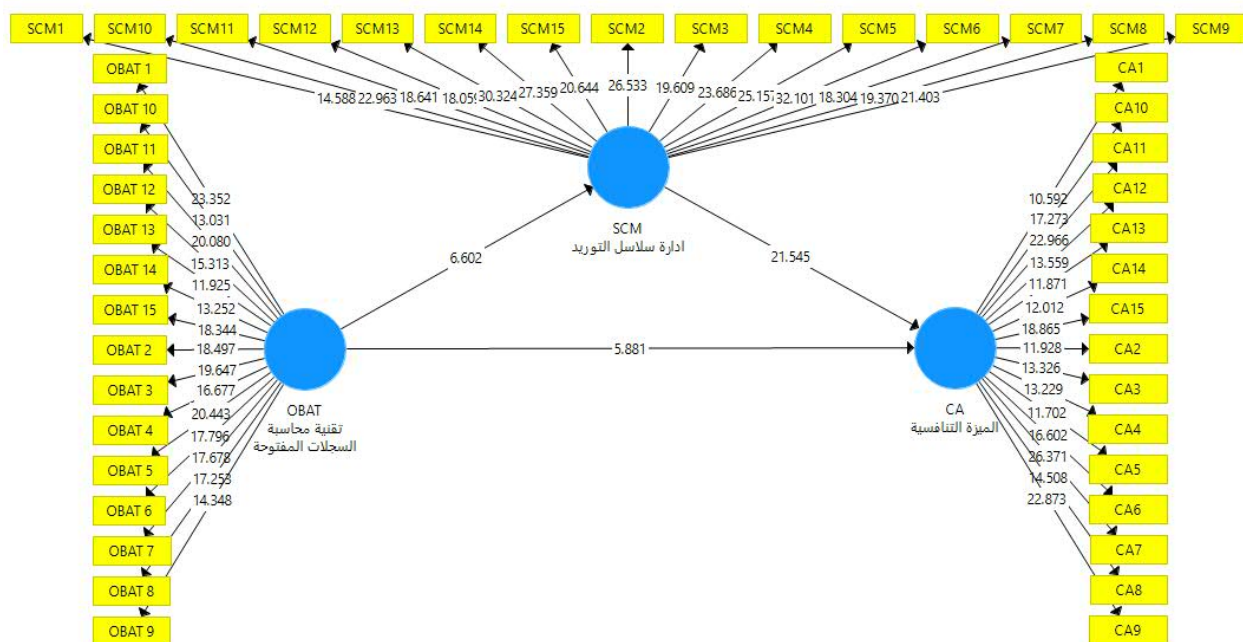 SCM1
SCM10
SCM11
SCM12
SCM13
SCM14
SCM15
SCM2
SCM3
SCM4
SCM5
SCM6
SCM7
SCM8
SCM9
14.588
22.963
18.641
18.059
30.324
27.359
20.644
26.533
19.609
23.686
25.157
32.101
18.304
19.370
21.403
SCM
ادارة سلاسل التوريد
OBAT 1
OBAT 10
OBAT 11
OBAT 12
OBAT 13
OBAT 14
OBAT 15
OBAT 2
OBAT 3
OBAT 4
OBAT 5
OBAT 6
OBAT 7
OBAT 8
OBAT 9
23.352
13.031
20.080
15.313
11.925
13.252
18.344
18.497
19.647
16.677
20.443
17.796
17.678
17.253
14.348
OBAT
تقنية محاسبة
السجلات المفتوحة
6.602
21.545
5.881
CA
الميزة التنافسية
10.592
17.273
22.966
13.559
11.871
12.012
18.865
11.928
13.326
13.229
11.702
16.602
26.371
14.508
22.873
CA1
CA10
CA11
CA12
CA13
CA14
CA15
CA2
CA3
CA4
CA5
CA6
CA7
CA8
CA9